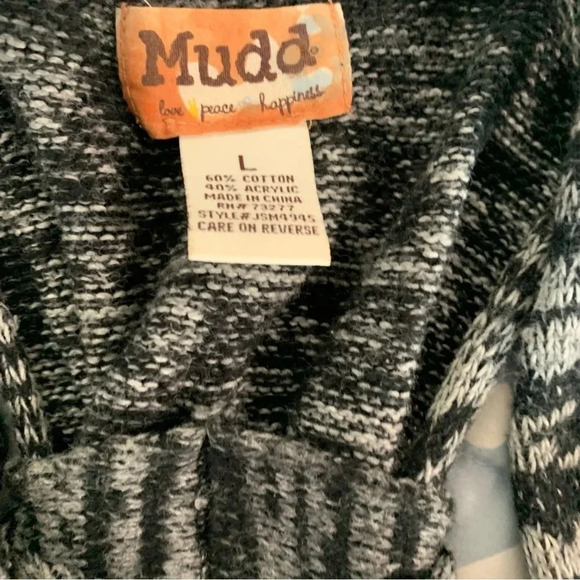 Mudd
love peace happiness
L
60% COTTON
40% ACRYLIC
MADE IN CHINA
RN# 73277
STYLE#JSM4945
CARE ON REVERSE